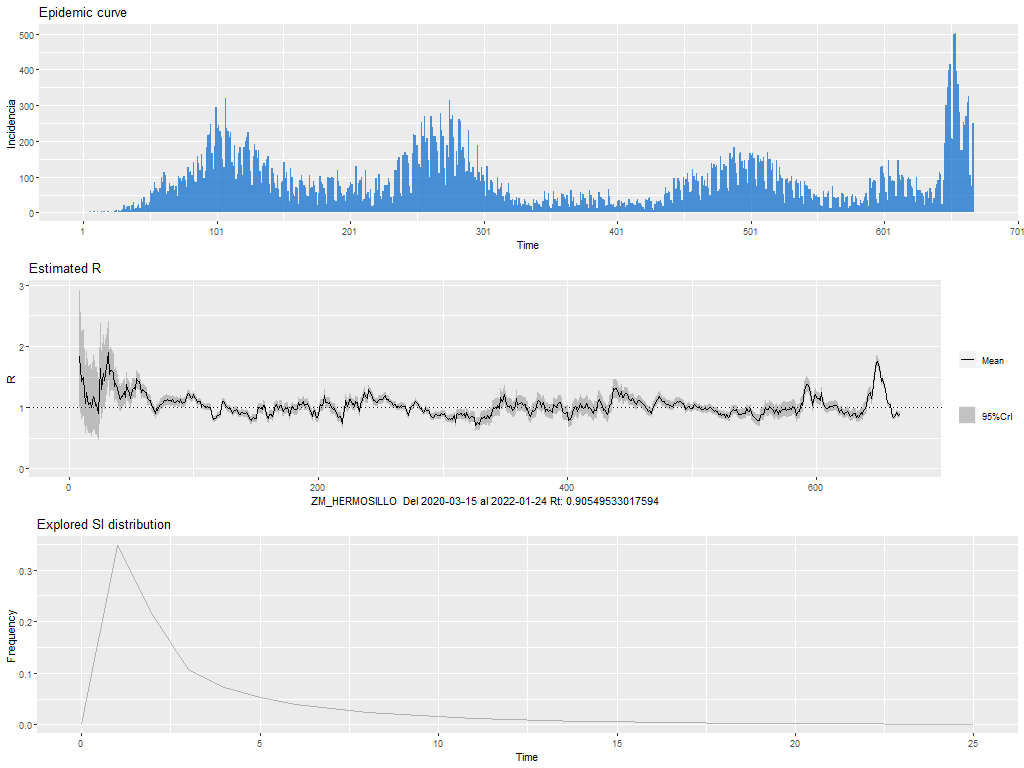 Epidemic curve
Incidencia
500
400
300
200
100
0
1
101
201
301
401
501
601
701
Time
Estimated R
R
3
2
1
0
0
200
400
600
Mean
95%CrI
ZM_HERMOSILLO Del 2020-03-15 al 2022-01-24 Rt: 0.90549533017594
Explored SI distribution
Frequency
0.3
0.2
0.1
0.0
0
5
10
15
20
25
Time